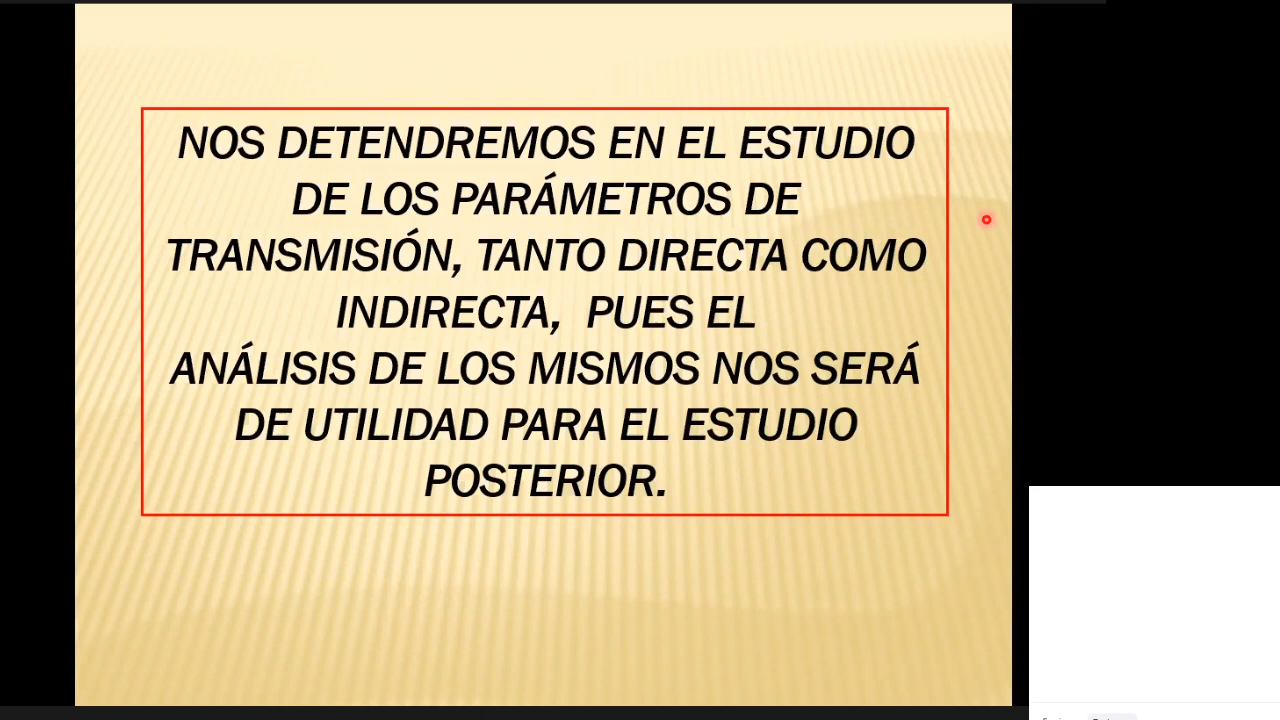 NOS DETENDREMOS EN EL ESTUDIO
DE LOS PARÁMETROS DE
TRANSMISIÓN, TANTO DIRECTA COMO
INDIRECTA,  PUES EL
ANÁLISIS DE LOS MISMOS NOS SERÁ
DE UTILIDAD PARA EL ESTUDIO
POSTERIOR.